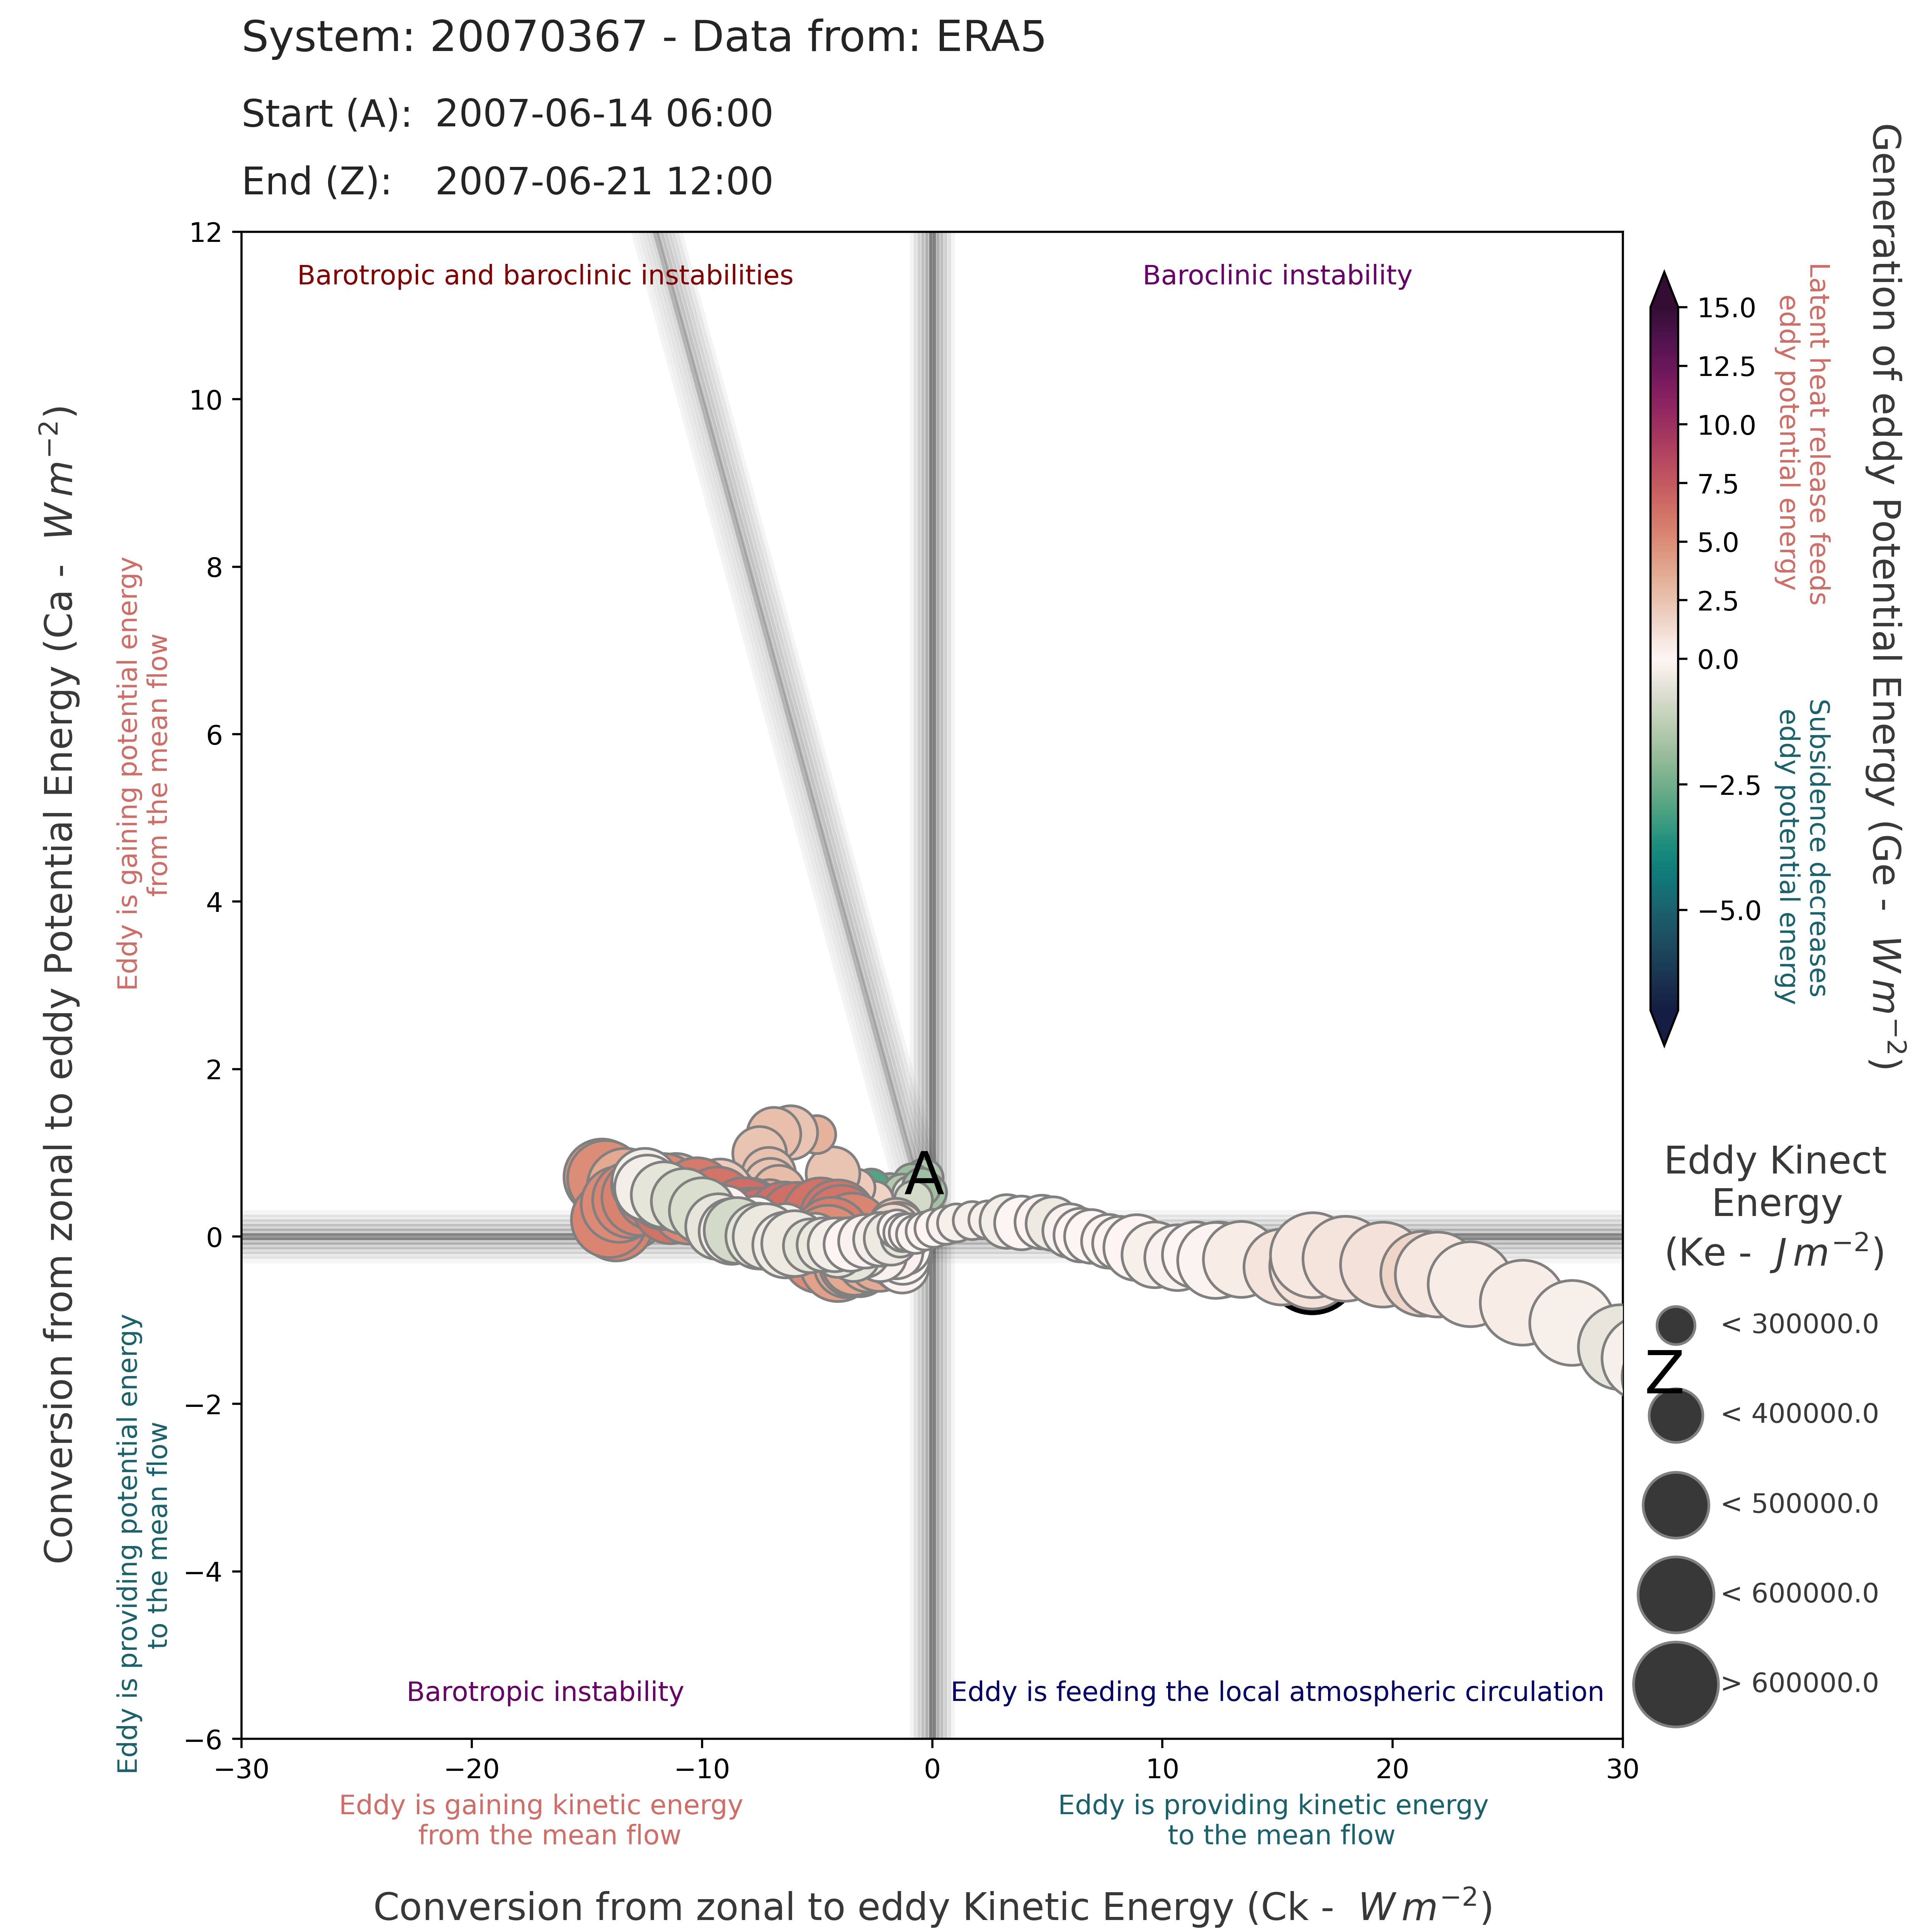 System: 20070367 - Data from: ERA5
Start (A): 2007-06-14 06:00
End (Z): 2007-06-21 12:00
Barotropic and baroclinic instabilities
Baroclinic instability
Barotropic instability
Eddy is feeding the local atmospheric circulation
A
Z
12
10
8
6
4
2
0
−2
−4
−6
−30
−20
−10
0
10
20
30
Eddy is gaining kinetic energy
from the mean flow
Eddy is providing kinetic energy
to the mean flow
Conversion from zonal to eddy Kinetic Energy (Ck - W m−2)
Conversion from zonal to eddy Potential Energy (Ca - W m−2)
Eddy is gaining potential energy
from the mean flow
Eddy is providing potential energy
to the mean flow
15.0
12.5
10.0
7.5
5.0
2.5
0.0
−2.5
−5.0
Latent heat release feeds
eddy potential energy
Subsidence decreases
eddy potential energy
Generation of eddy Potential Energy (Ge - W m−2)
Eddy Kinect
Energy
(Ke - J m−2)
< 300000.0
< 400000.0
< 500000.0
< 600000.0
> 600000.0